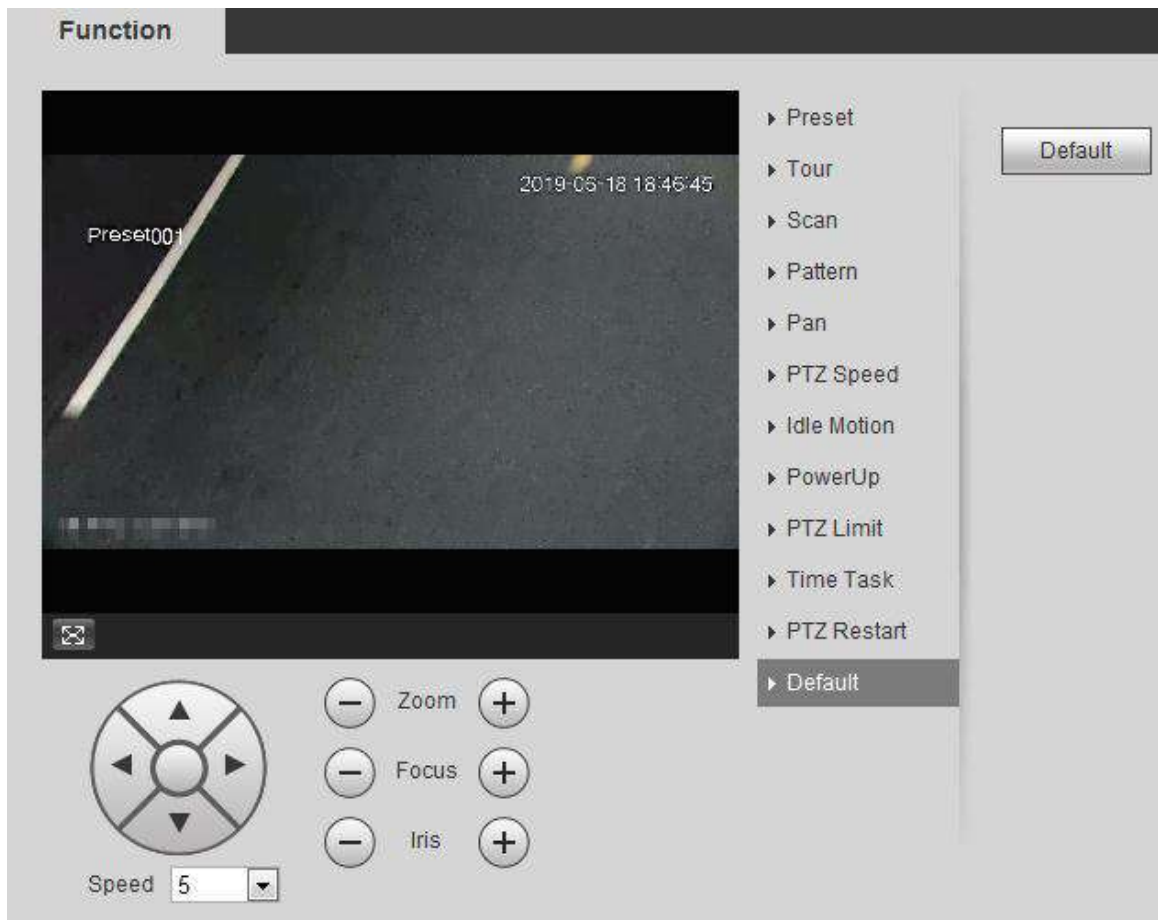 Function
2019-06-18 18:46:45
Preset001
Preset
Tour
Scan
Pattern
Pan
PTZ Speed
Idle Motion
PowerUp
PTZ Limit
Time Task
PTZ Restart
Default
Default
Zoom
Focus
Iris
Speed 5